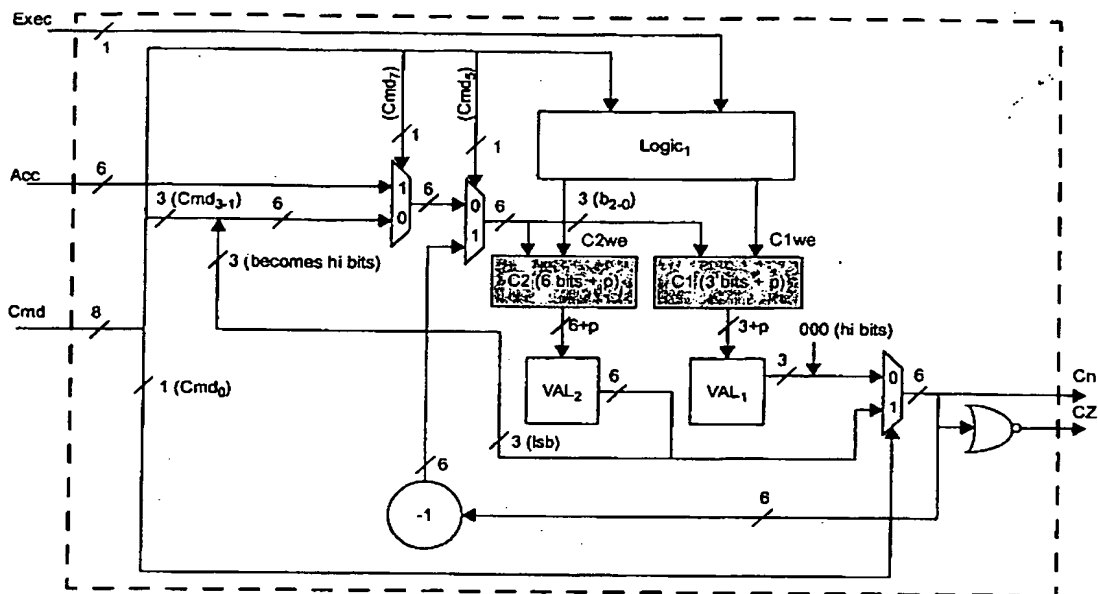 Exec
1
(Cmd7)
(Cmd5)
1
1
Logic1
Acc
6
1
0
6
0
1
6
3 (Cmd3-1)
6
3 (b2-0)
C2we
C1we
3 (becomes hi bits)
C2 (6 bits + p)
C1 (3 bits + p)
Cmd
8
6+p
3+p
000 (hi bits)
1 (Cmd0)
VAL2
6
VAL1
3
0
1
6
Cn
CZ
3 (lsb)
6
-1
6